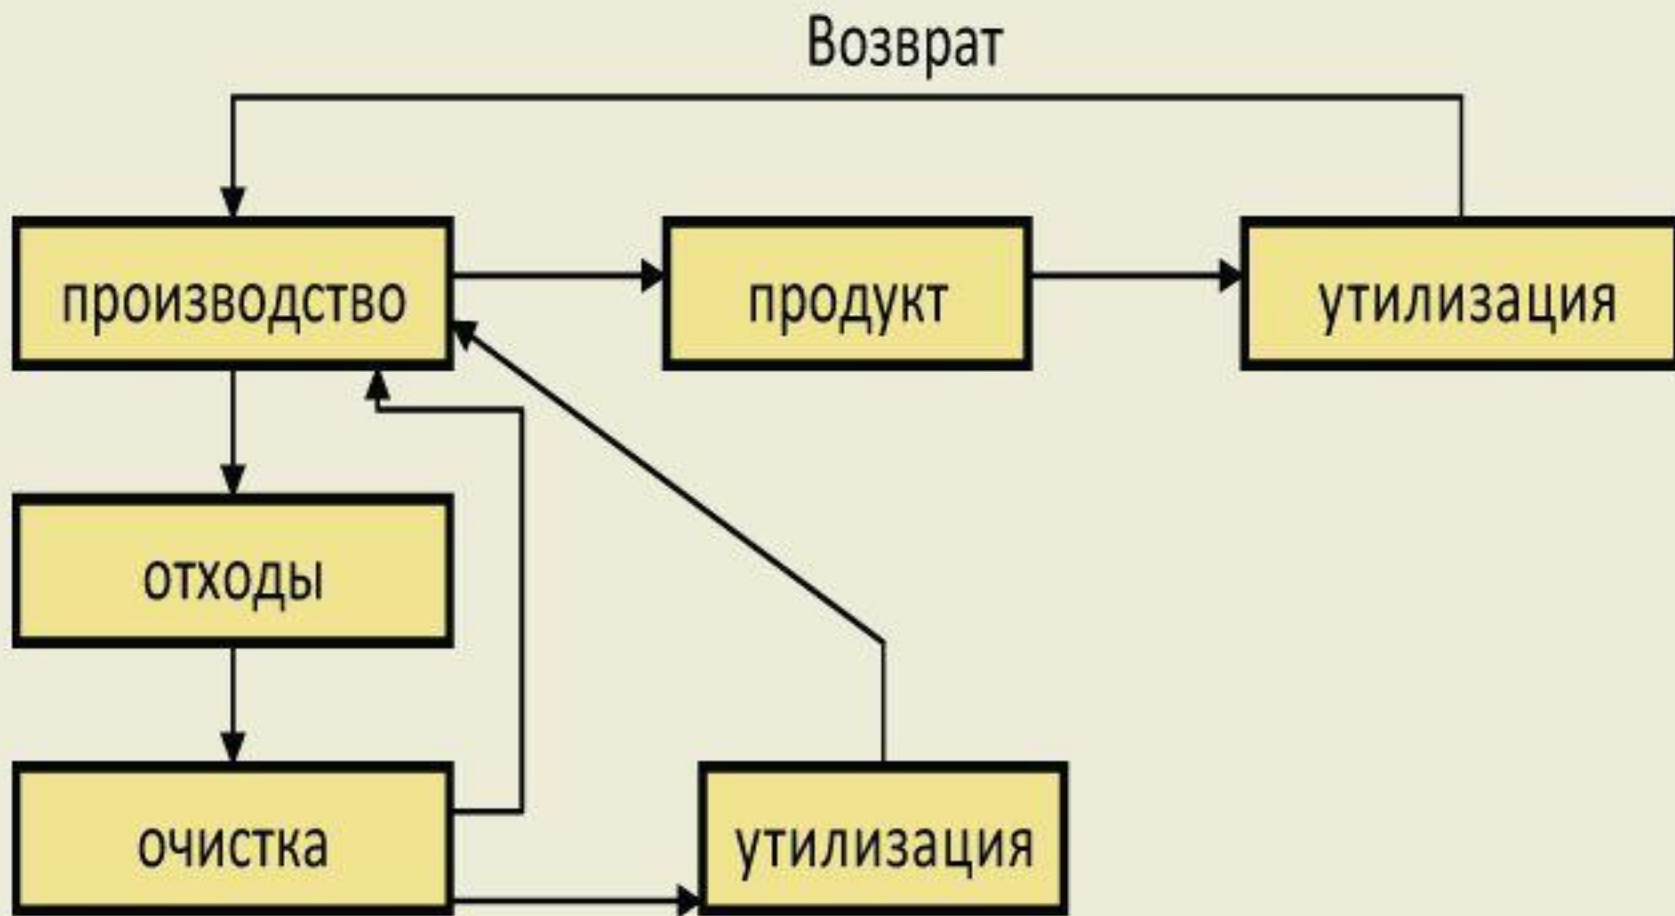 Возврат
производство
продукт
утилизация
отходы
очистка
утилизация